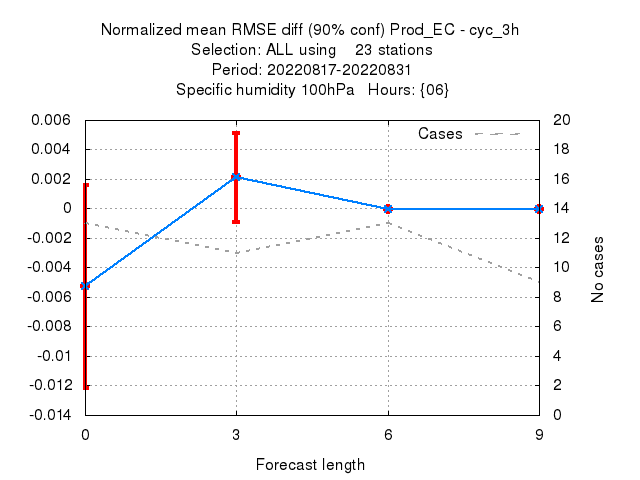 Normalized mean RMSE diff (90% conf) Prod_EC - cyc_3h
Selection: ALL using 23 stations
Period: 20220817-20220831
Specific humidity 100hPa Hours: {06}
0.006 20
0.004 Cases 18
0.002 16
0 14
-0.002 12
-0.004 10
-0.006 8
-0.008 6
-0.01 4
-0.012 2
-0.014 0
No cases
0 3 6 9
Forecast length